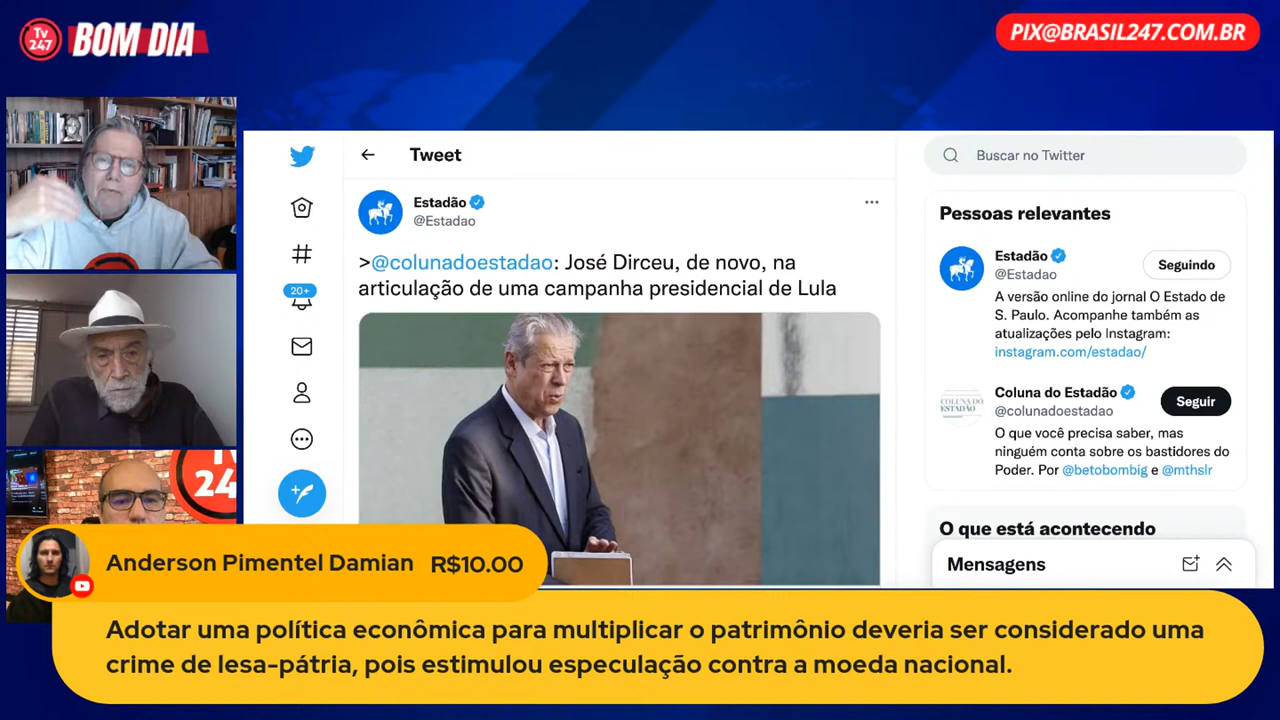 Tv
247
BOM DIA
PIX@BRASIL247.COM.BR
Tweet
Estadão
@Estadao
>@colunadoestadao: José Dirceu, de novo, na
articulação de uma campanha presidencial de Lula
20+
Buscar no Twitter
Pessoas relevantes
Estadão
@Estadao
Seguindo
A versão online do jornal O Estado de
S. Paulo. Acompanhe também as
atualizações pelo Instagram:
instagram.com/estadao/
COLUNA DO
ESTADÃO
Coluna do Estadão
@colunadoestadao
Seguir
O que você precisa saber, mas
ninguém conta sobre os bastidores do
Poder. Por @betobombig e @mthslr
O que está acontecendo
Mensagens
24
Anderson Pimentel Damian R$10.00
Adotar uma política econômica para multiplicar o patrimônio deveria ser considerado uma
crime de lesa-pátria, pois estimulou especulação contra a moeda nacional.